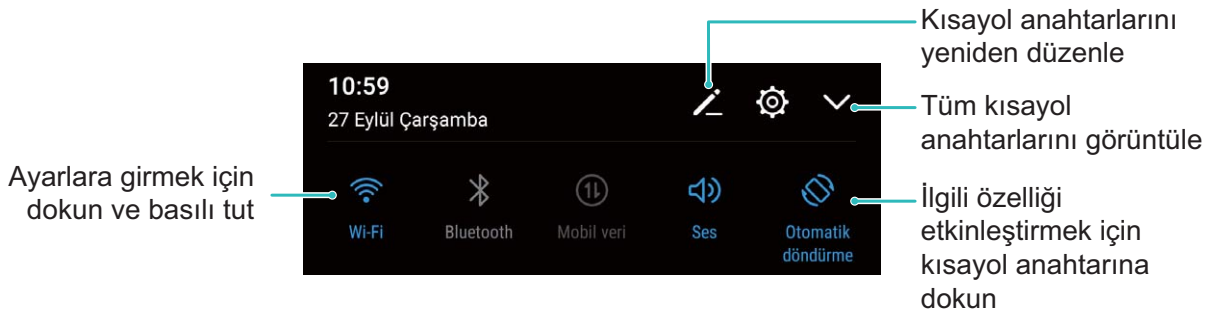 Kısayol anahtarlarını
yeniden düzenle
10:59
27 Eylül Çarşamba
Tüm kısayol
anahtarlarını görüntüle
Ayarlara girmek için
dokun ve basılı tut
Wi-Fi
Bluetooth
Mobil veri
Ses
Otomatik
döndürme
İlgili özelliği
etkinleştirmek için
kısayol anahtarına
dokun